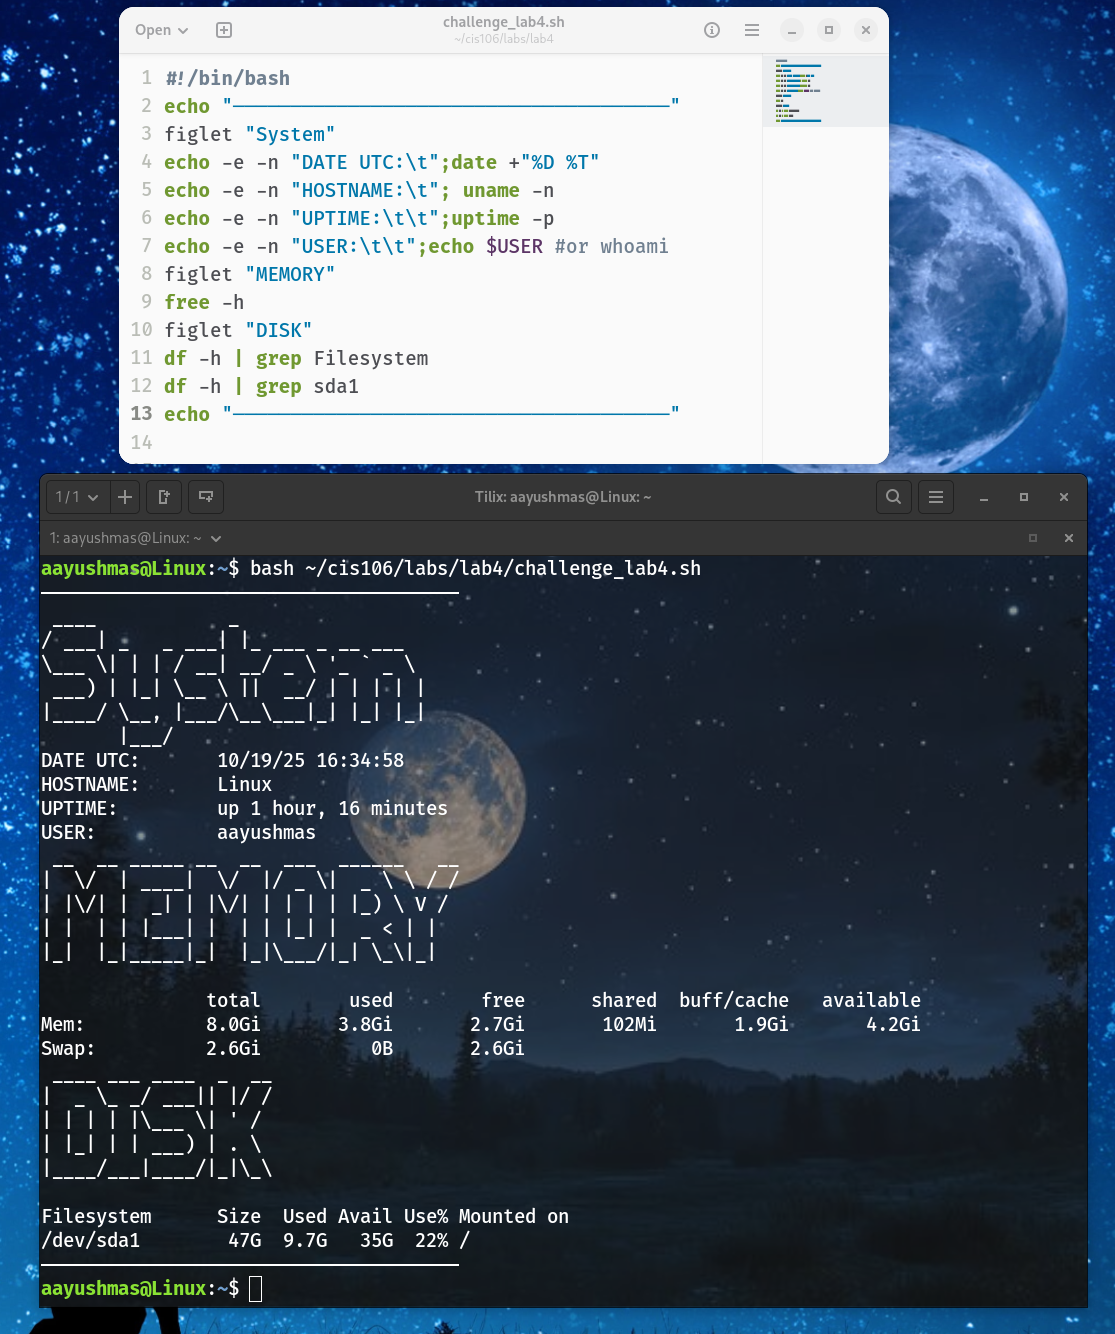 Open
challenge_lab4.sh
~/cis106/labs/lab4
1 #!/bin/bash
2 echo "──────────────────────────────────────"
3 figlet "System"
4 echo -e -n "DATE UTC:\t";date +"%D %T"
5 echo -e -n "HOSTNAME:\t"; uname -n
6 echo -e -n "UPTIME:\t\t";uptime -p
7 echo -e -n "USER:\t\t";echo $USER #or whoami
8 figlet "MEMORY"
9 free -h
10 figlet "DISK"
11 df -h | grep Filesystem
12 df -h | grep sda1
13 echo "──────────────────────────────────────"
14
1 / 1
Tilix: aayushmas@Linux: ~
1: aayushmas@Linux: ~
aayushmas@Linux:~$ bash ~/cis106/labs/lab4/challenge_lab4.sh
──────────────────────────────────────
System
DATE UTC: 10/19/25 16:34:58
HOSTNAME: Linux
UPTIME: up 1 hour, 16 minutes
USER: aayushmas
MEMORY
total used free shared buff/cache available
Mem: 8.0Gi 3.8Gi 2.7Gi 102Mi 1.9Gi 4.2Gi
Swap: 2.6Gi 0B 2.6Gi
DISK
Filesystem Size Used Avail Use% Mounted on
/dev/sda1 47G 9.7G 35G 22% /
──────────────────────────────────────
aayushmas@Linux:~$